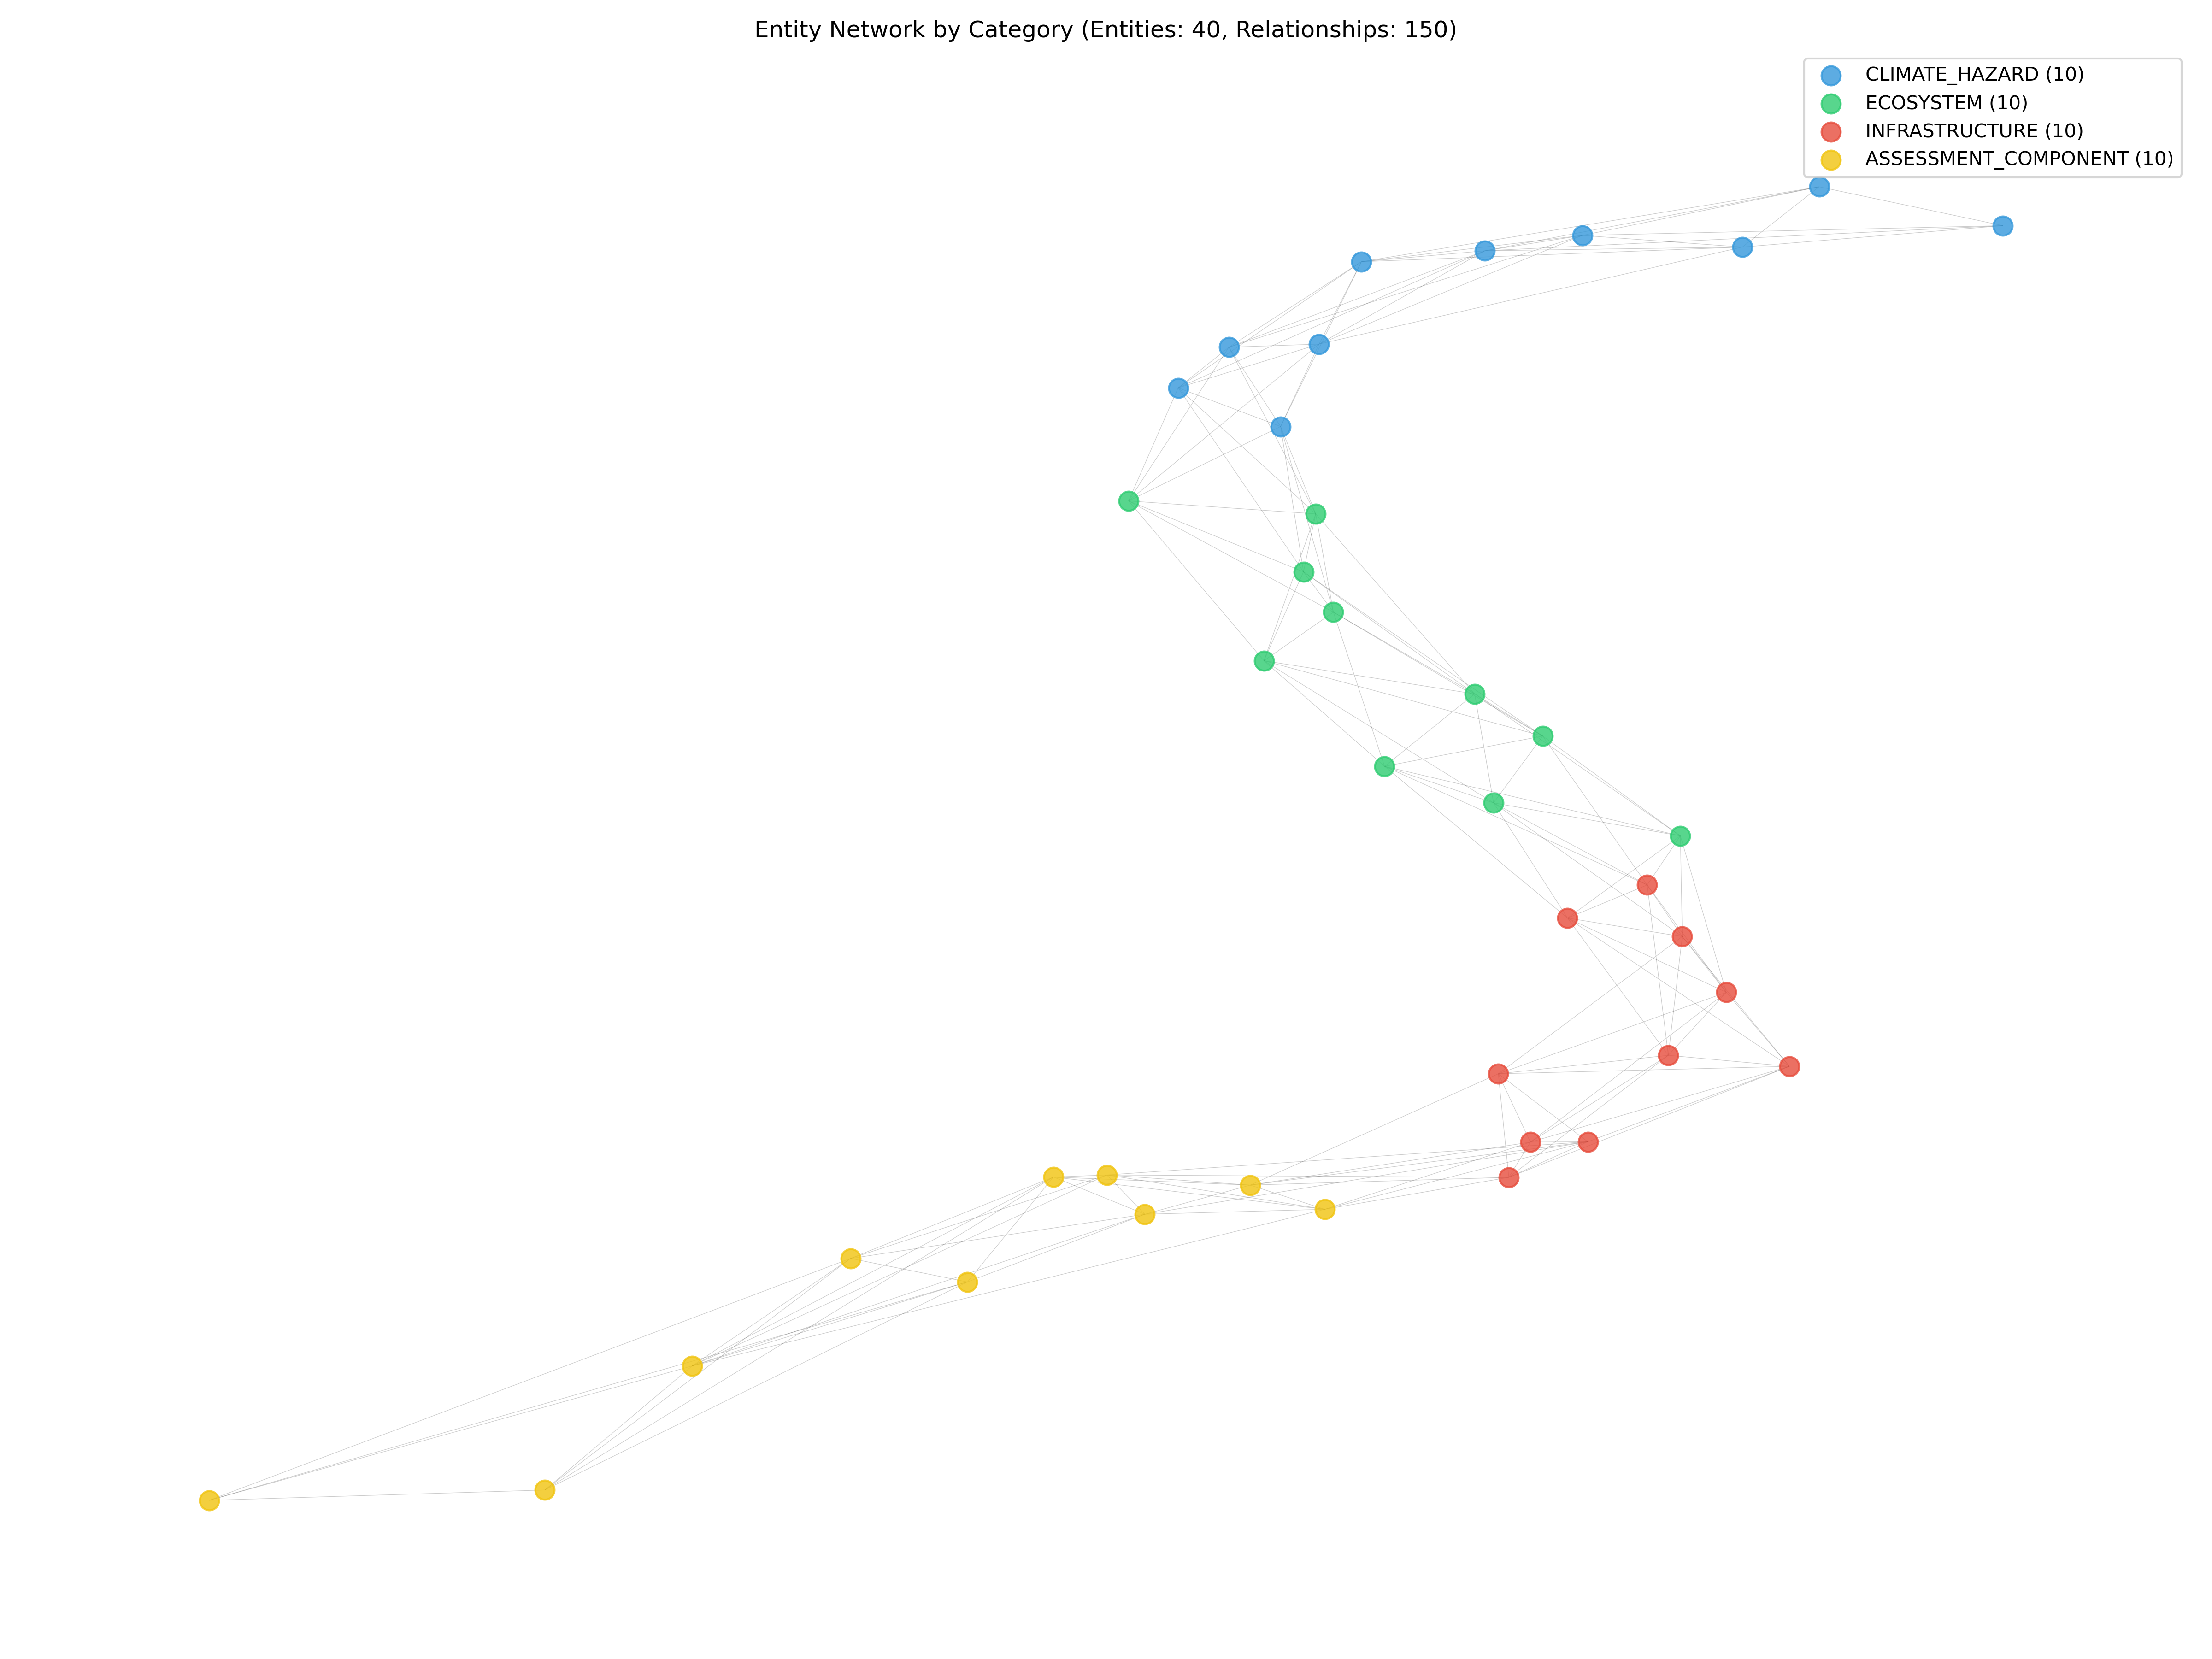 Entity Network by Category (Entities: 40, Relationships: 150)
CLIMATE_HAZARD (10)
ECOSYSTEM (10)
INFRASTRUCTURE (10)
ASSESSMENT_COMPONENT (10)